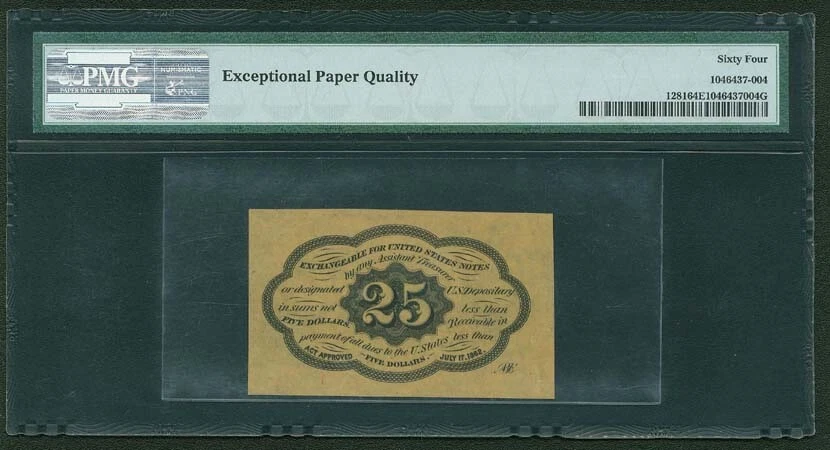 PMG
PAPER MONEY GUARANTY
Exceptional Paper Quality
Sixty Four
1046437-004
128164E1046437004G
EXCHANGEABLE FOR UNITED STATES NOTES
by any Assistant Treasurer
or designated U.S. Depositary
in sums not less than
FIVE DOLLARS. Receivable in
payment of all dues to the U. States less than
FIVE DOLLARS.
ACT APPROVED JULY 17, 1862
25